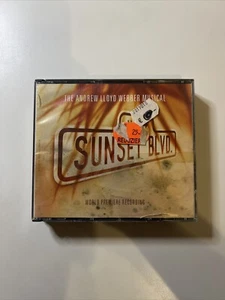 THE ANDREW LLOYD WEBBER MUSICAL
SUNSET BLVD.
WORLD PREMIERE RECORDING